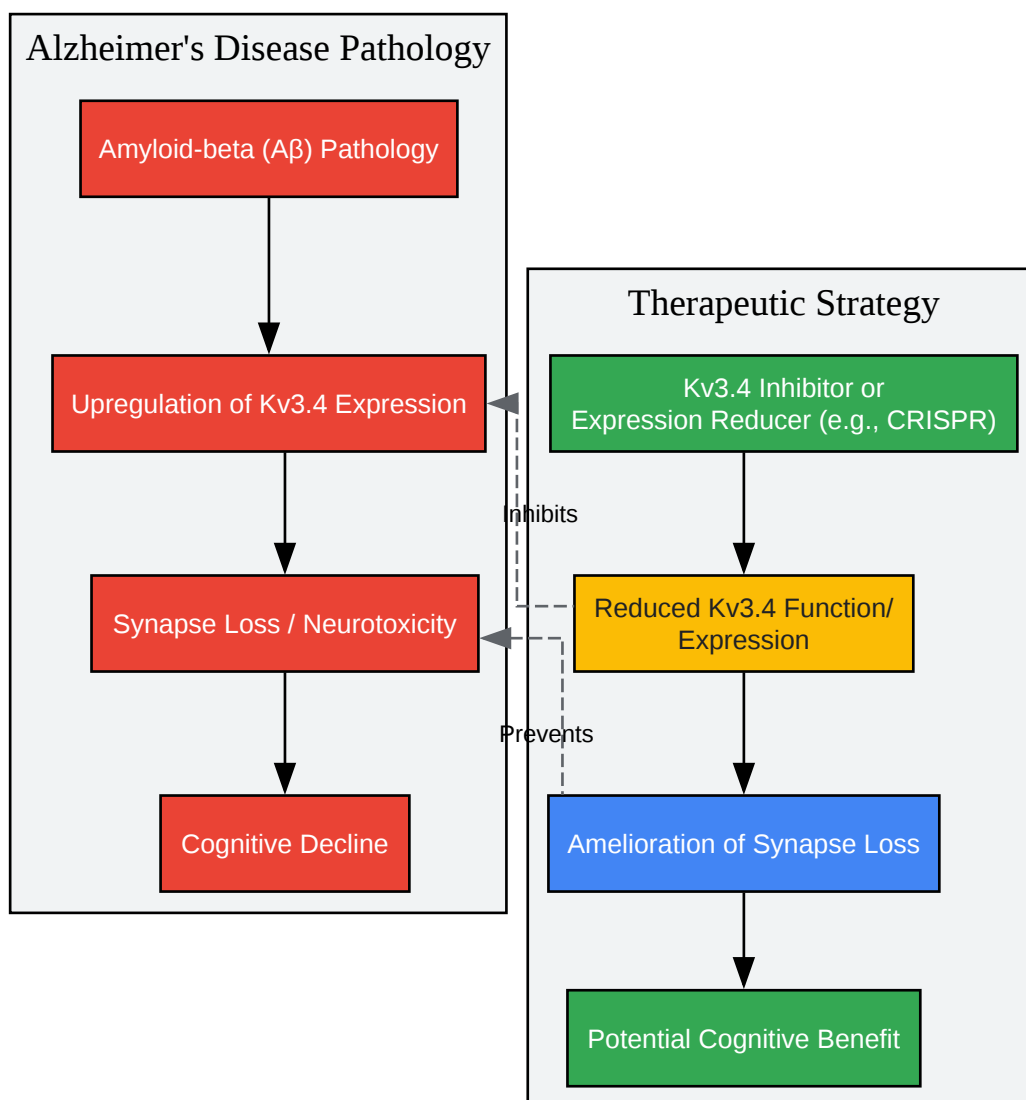 Alzheimer's Disease Pathology
Amyloid-beta (Aβ) Pathology
Upregulation of Kv3.4 Expression
Synapse Loss / Neurotoxicity
Cognitive Decline
Therapeutic Strategy
Kv3.4 Inhibitor or
Expression Reducer (e.g., CRISPR)
Inhibits
Reduced Kv3.4 Function/
Expression
Prevents
Amelioration of Synapse Loss
Potential Cognitive Benefit